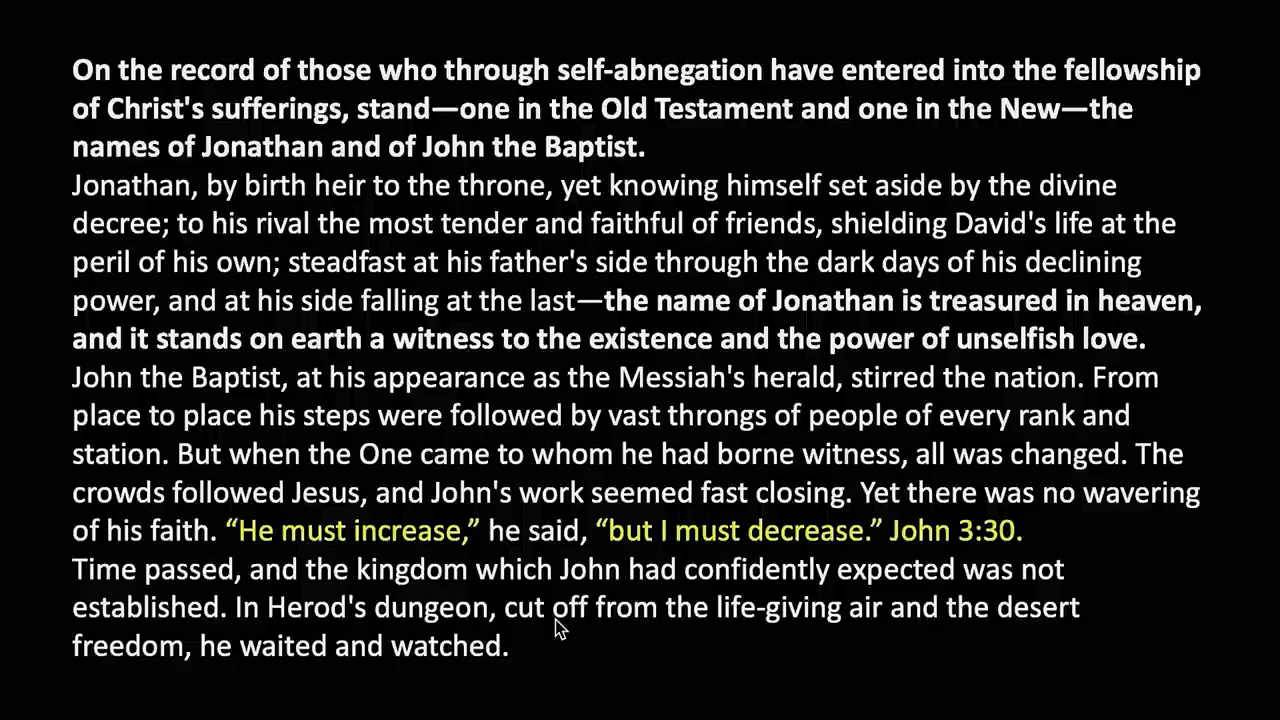 On the record of those who through self-abnegation have entered into the fellowship
of Christ's sufferings, stand—one in the Old Testament and one in the New—the
names of Jonathan and of John the Baptist.
Jonathan, by birth heir to the throne, yet knowing himself set aside by the divine
decree; to his rival the most tender and faithful of friends, shielding David's life at the
peril of his own; steadfast at his father's side through the dark days of his declining
power, and at his side falling at the last—the name of Jonathan is treasured in heaven,
and it stands on earth a witness to the existence and the power of unselfish love.
John the Baptist, at his appearance as the Messiah's herald, stirred the nation. From
place to place his steps were followed by vast throngs of people of every rank and
station. But when the One came to whom he had borne witness, all was changed. The
crowds followed Jesus, and John's work seemed fast closing. Yet there was no wavering
of his faith. “He must increase,” he said, “but I must decrease.” John 3:30.
Time passed, and the kingdom which John had confidently expected was not
established. In Herod's dungeon, cut off from the life-giving air and the desert
freedom, he waited and watched.